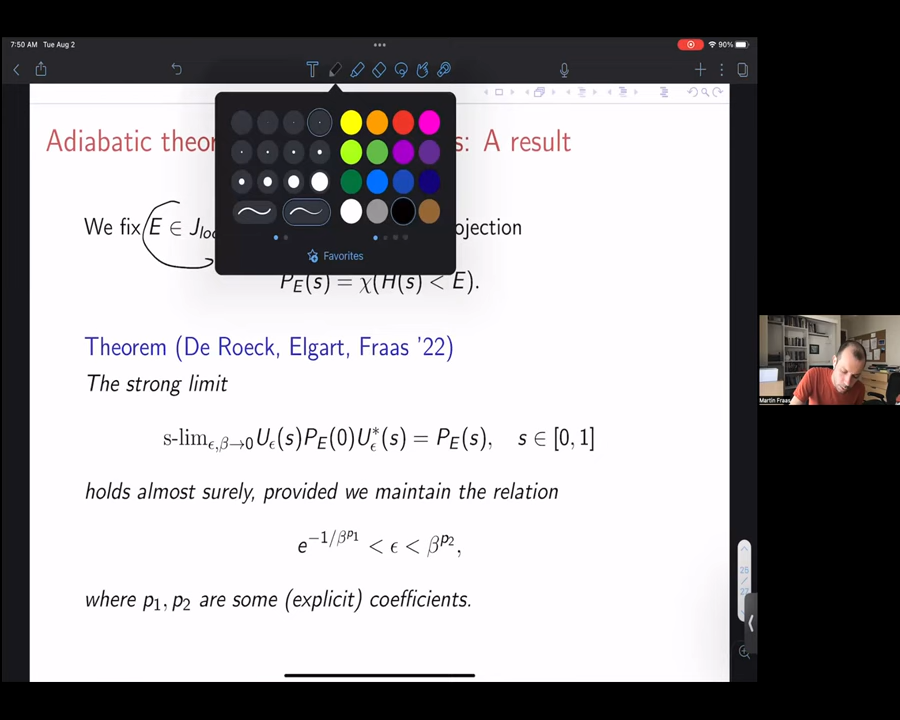 7:50 AM Tue Aug 2
90%
Adiabatic theor s: A result
We fix E ∈ J_loc ojection
P_E(s) = χ(H(s) < E).
Favorites
Theorem (De Roeck, Elgart, Fraas '22)
The strong limit
s-lim_{ϵ,β→0} U_ϵ(s)P_E(0)U_ϵ^*(s) = P_E(s), s ∈ [0, 1]
holds almost surely, provided we maintain the relation
e^{−1/β^{p_1}} < ϵ < β^{p_2},
where p_1, p_2 are some (explicit) coefficients.
Martin Fraas